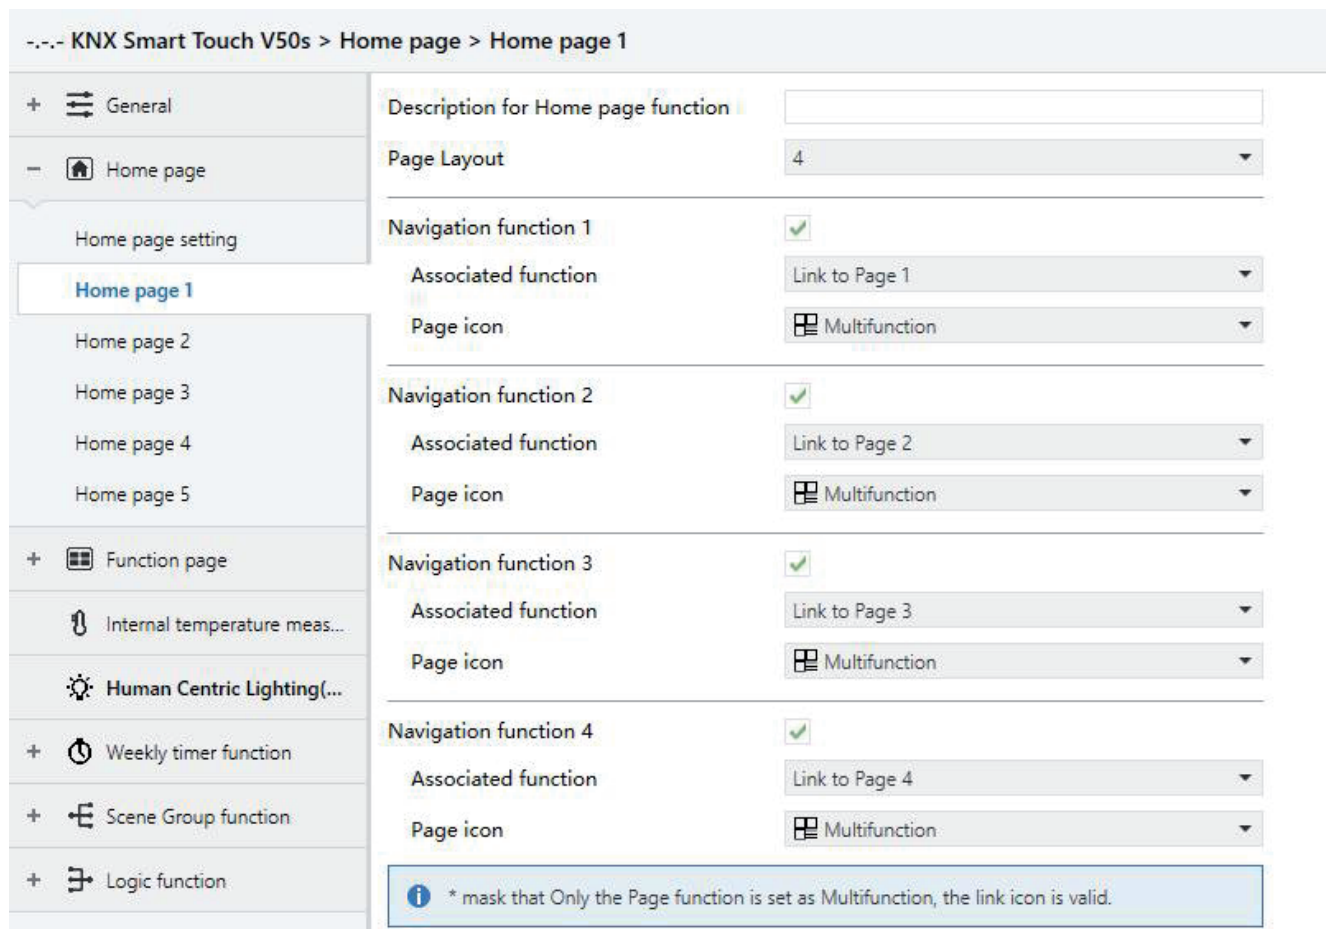 -.-.- KNX Smart Touch V50s > Home page > Home page 1
+ General
− Home page
Home page setting
Home page 1
Home page 2
Home page 3
Home page 4
Home page 5
+ Function page
Internal temperature meas...
Human Centric Lighting(...
+ Weekly timer function
+ Scene Group function
+ Logic function
Description for Home page function
Page Layout 4
Navigation function 1
Associated function Link to Page 1
Page icon Multifunction
Navigation function 2
Associated function Link to Page 2
Page icon Multifunction
Navigation function 3
Associated function Link to Page 3
Page icon Multifunction
Navigation function 4
Associated function Link to Page 4
Page icon Multifunction
* mask that Only the Page function is set as Multifunction, the link icon is valid.